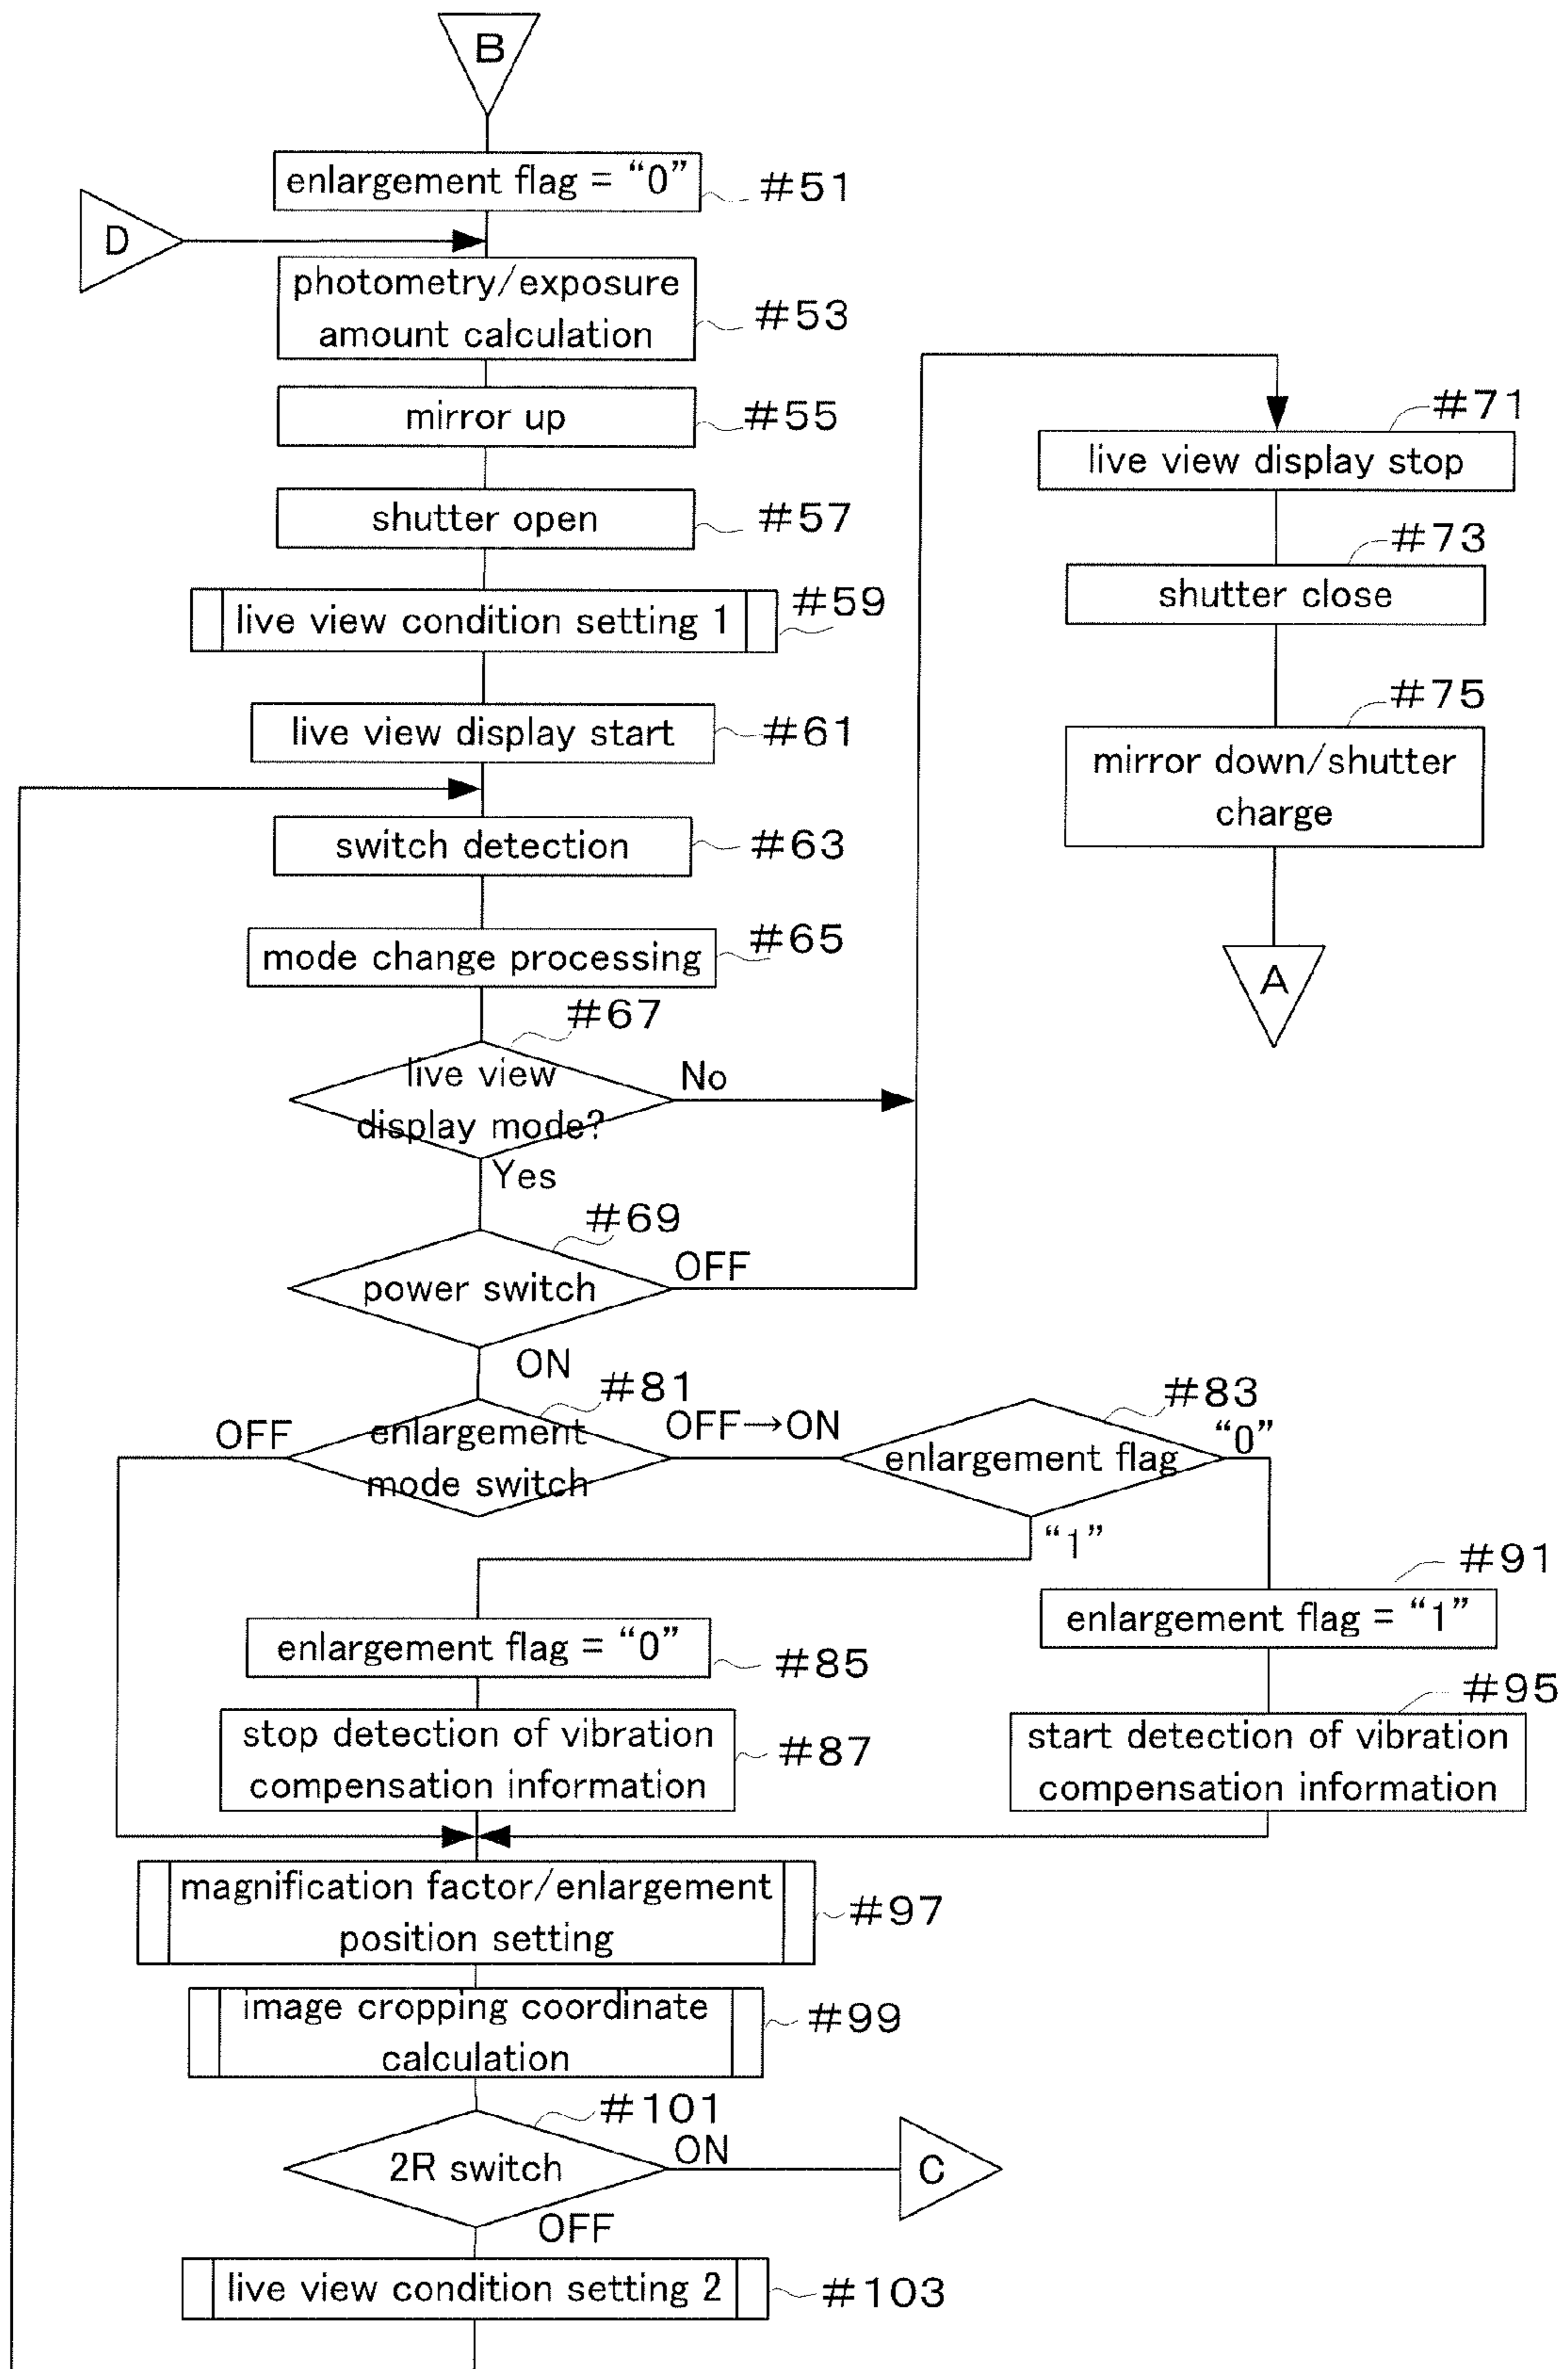 B
enlargement flag = “0”
#51
D
photometry/exposure
amount calculation
#53
mirror up
#55
shutter open
#57
live view condition setting 1
#59
live view display start
#61
switch detection
#63
mode change processing
#65
#67
live view
display mode?
No
Yes
#69
power switch
OFF
ON
#71
live view display stop
#73
shutter close
#75
mirror down/shutter
charge
A
#81
OFF
enlargement
mode switch
OFF→ON
#83
enlargement flag
“0”
“1”
enlargement flag = “0”
#85
stop detection of vibration
compensation information
#87
#91
enlargement flag = “1”
#95
start detection of vibration
compensation information
magnification factor/enlargement
position setting
#97
image cropping coordinate
calculation
#99
#101
2R switch
ON
C
OFF
live view condition setting 2
#103